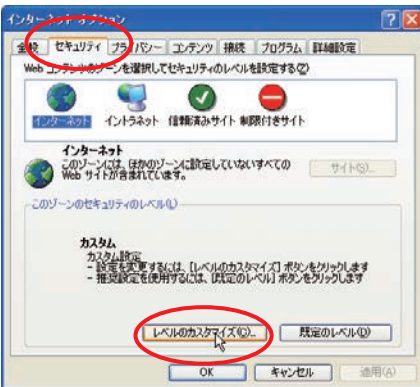 インターネット オプション
全般 セキュリティ プライバシー コンテンツ 接続 プログラム 詳細設定
Web コンテンツのゾーンを選択してセキュリティのレベルを設定する(Z)
インターネット イントラネット 信頼済みサイト 制限付きサイト
インターネット
このゾーンには、ほかのゾーンに設定していないすべての
Web サイトが含まれています。
サイト(S)...
このゾーンのセキュリティのレベル(L)
カスタム
カスタム設定
- 設定を変更するには、[レベルのカスタマイズ] ボタンをクリックします
- 推奨設定を使用するには、[既定のレベル] ボタンをクリックします
レベルのカスタマイズ(C)... 既定のレベル(D)
OK キャンセル 適用(A)